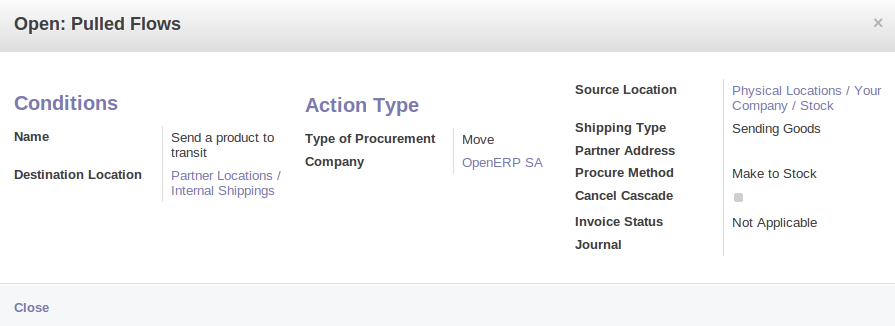 Open: Pulled Flows
×
Conditions
Name
Send a product to
transit
Destination Location
Partner Locations /
Internal Shippings
Action Type
Type of Procurement
Move
Company
OpenERP SA
Source Location
Physical Locations / Your
Company / Stock
Shipping Type
Sending Goods
Partner Address
Procure Method
Make to Stock
Cancel Cascade
Invoice Status
Not Applicable
Journal
Close